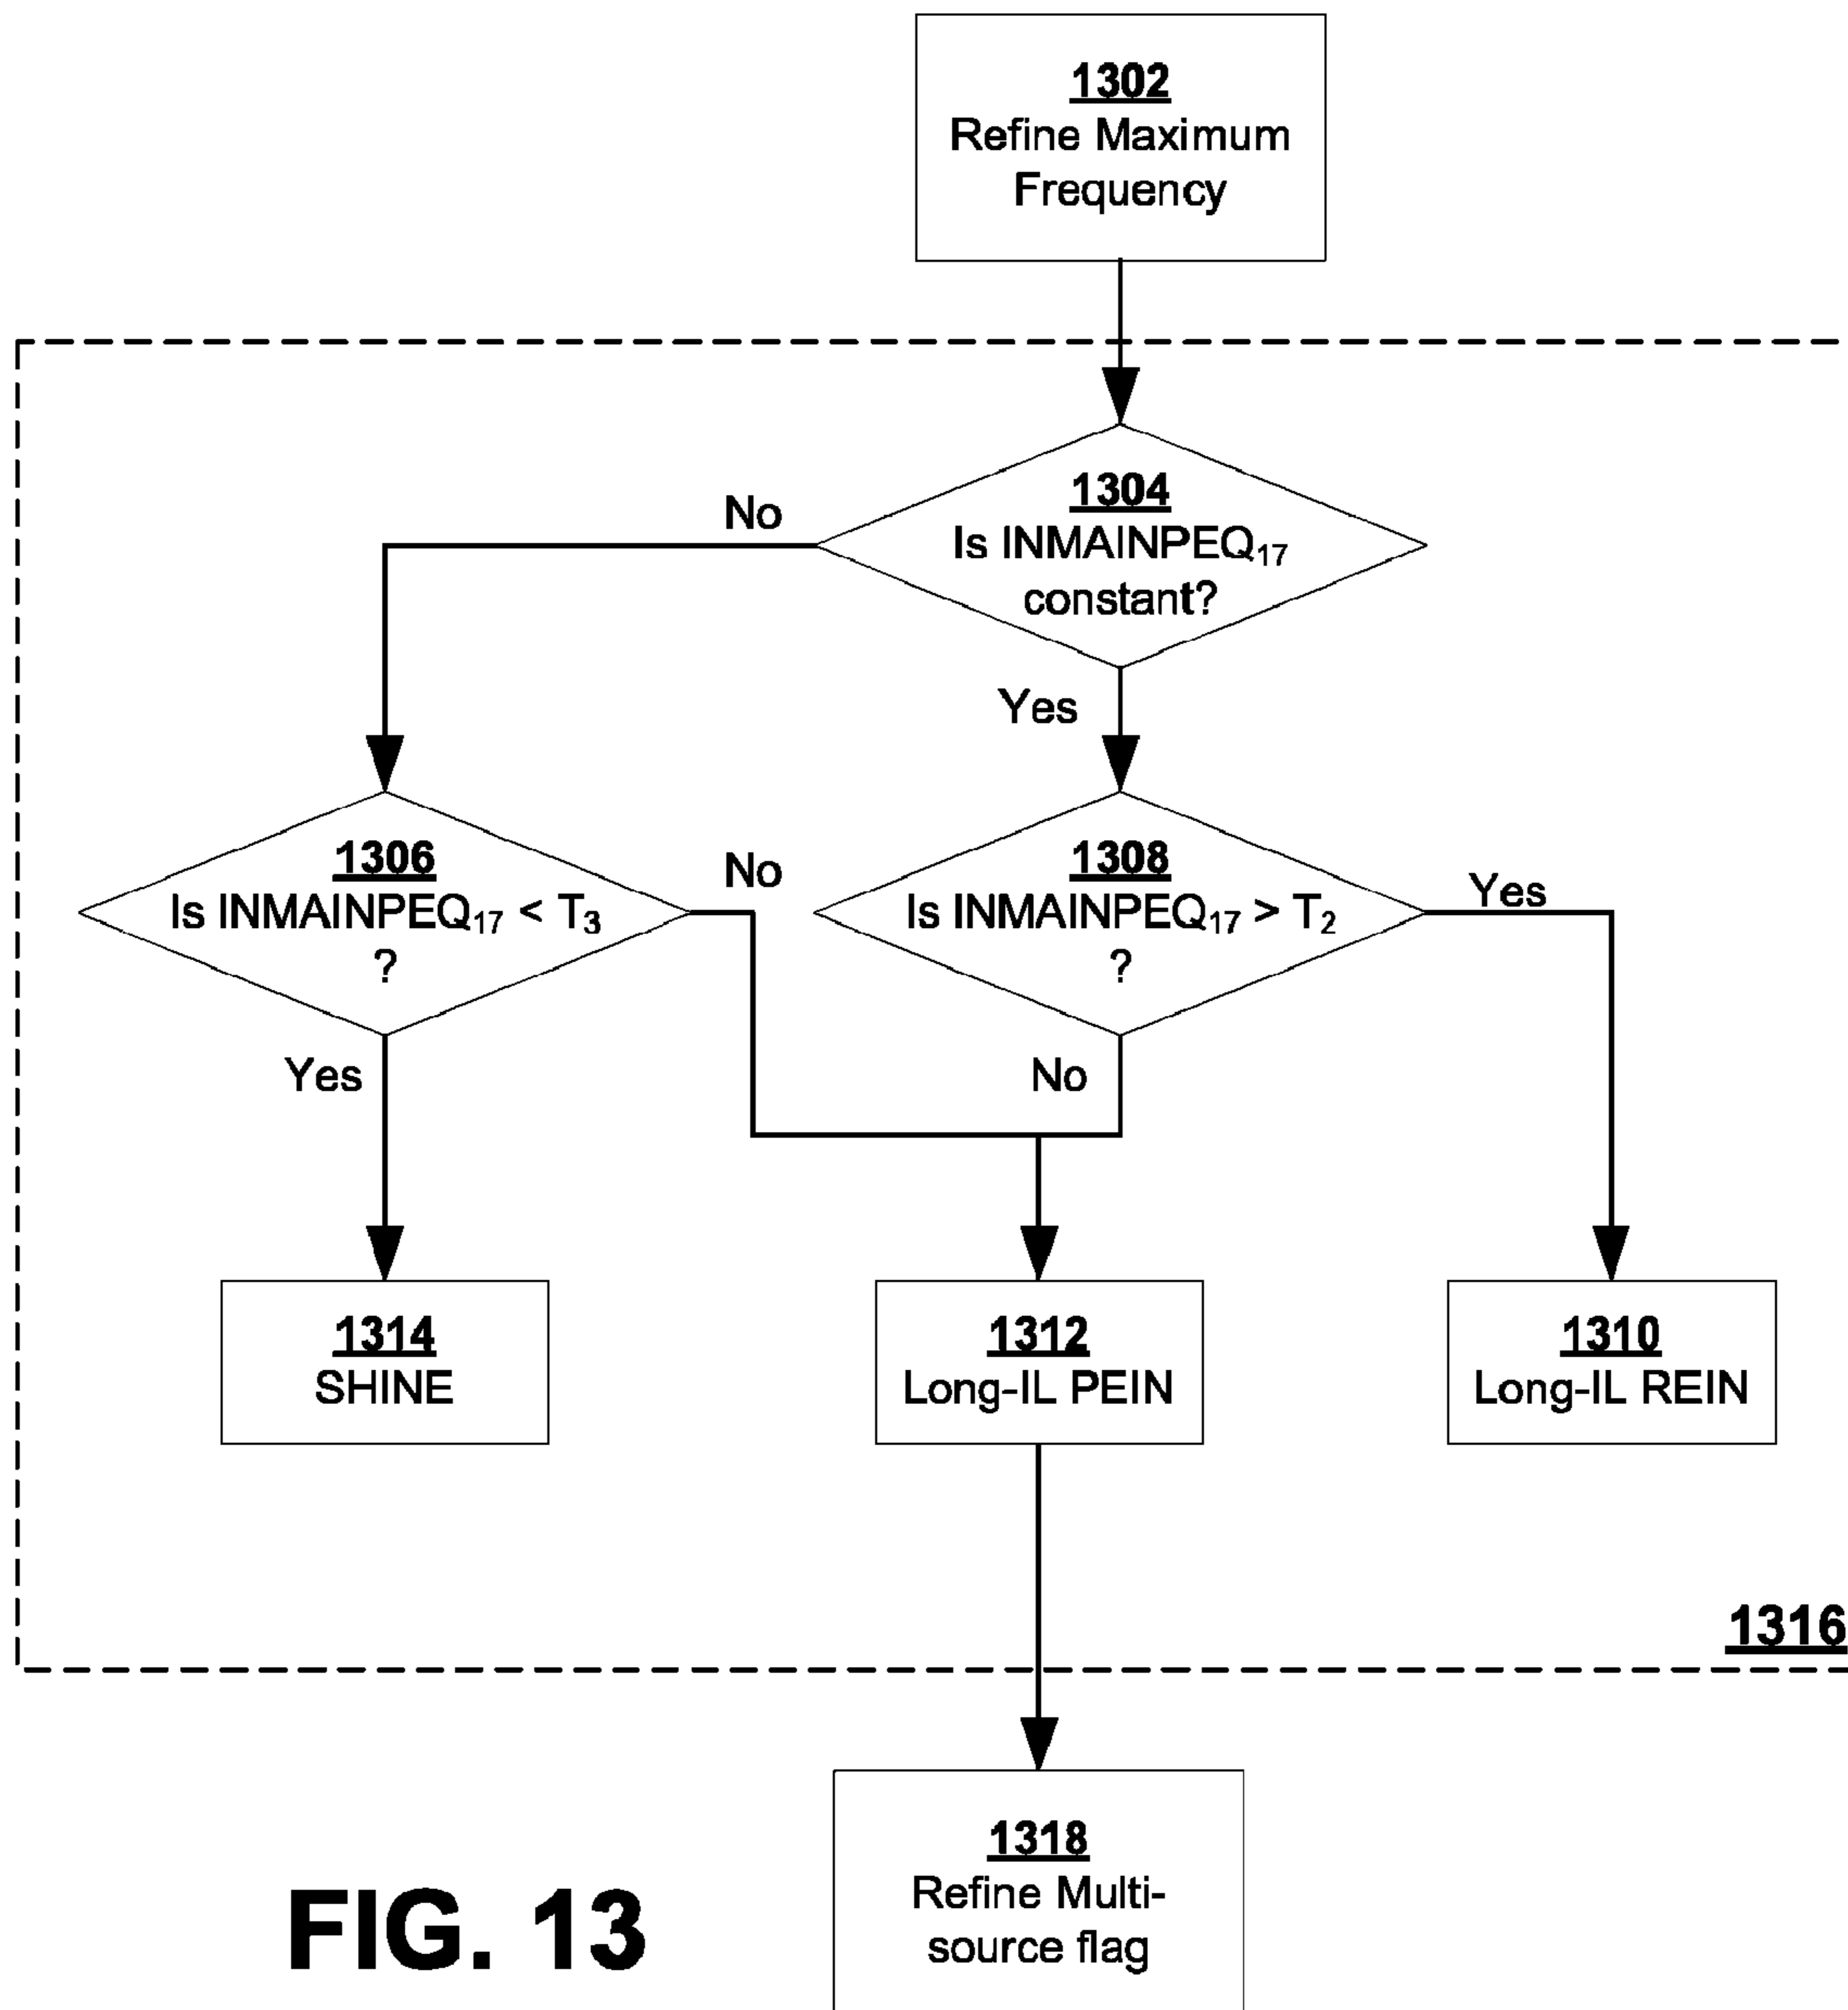 1302
Refine Maximum
Frequency
1304
Is INMAINPEQ₁₇
constant?
No
Yes
1306
Is INMAINPEQ₁₇ < T₃
?
No
Yes
1308
Is INMAINPEQ₁₇ > T₂
?
Yes
No
1314
SHINE
1312
Long-IL PEIN
1310
Long-IL REIN
1316
1318
Refine Multi-
source flag
FIG. 13